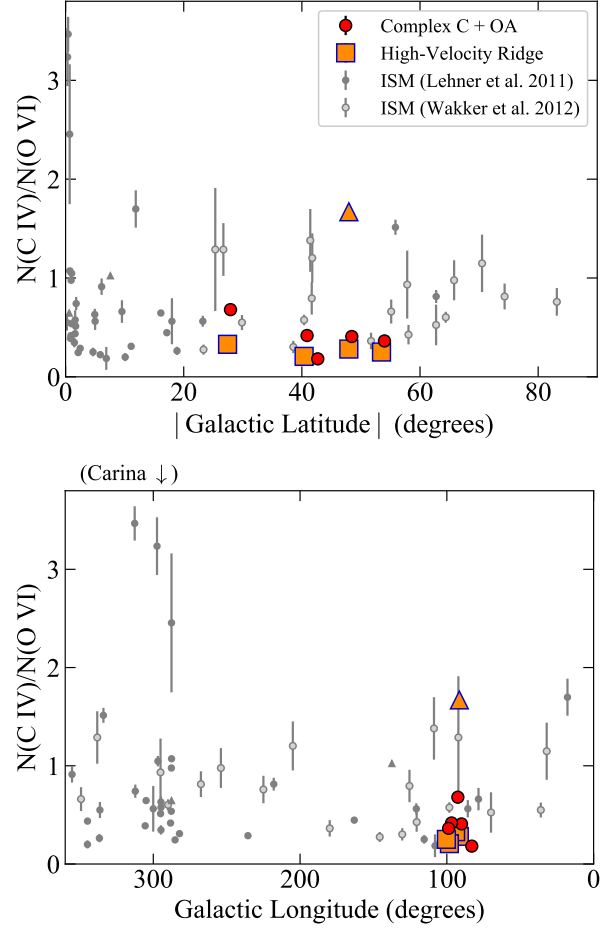 Complex C + OA
High-Velocity Ridge
ISM (Lehner et al. 2011)
ISM (Wakker et al. 2012)
N(C IV)/N(O VI)
3
2
1
0
0 20 40 60 80
|Galactic Latitude| (degrees)
(Carina ↓)
N(C IV)/N(O VI)
3
2
1
0
300 200 100 0
Galactic Longitude (degrees)